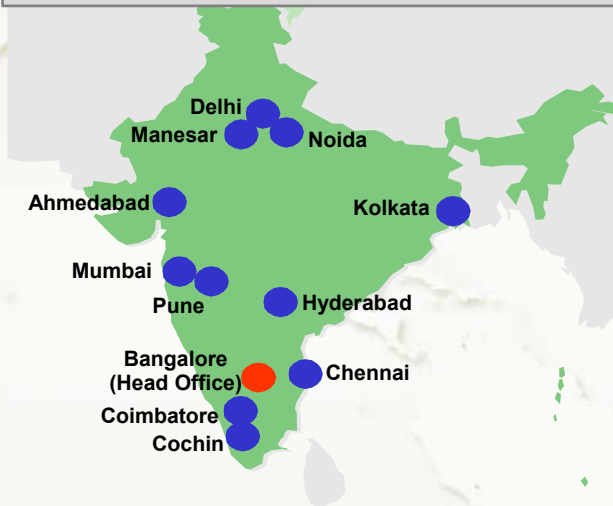 Delhi
Manesar
Noida
Ahmedabad
Kolkata
Mumbai
Pune
Hyderabad
Bangalore
(Head Office)
Chennai
Coimbatore
Cochin